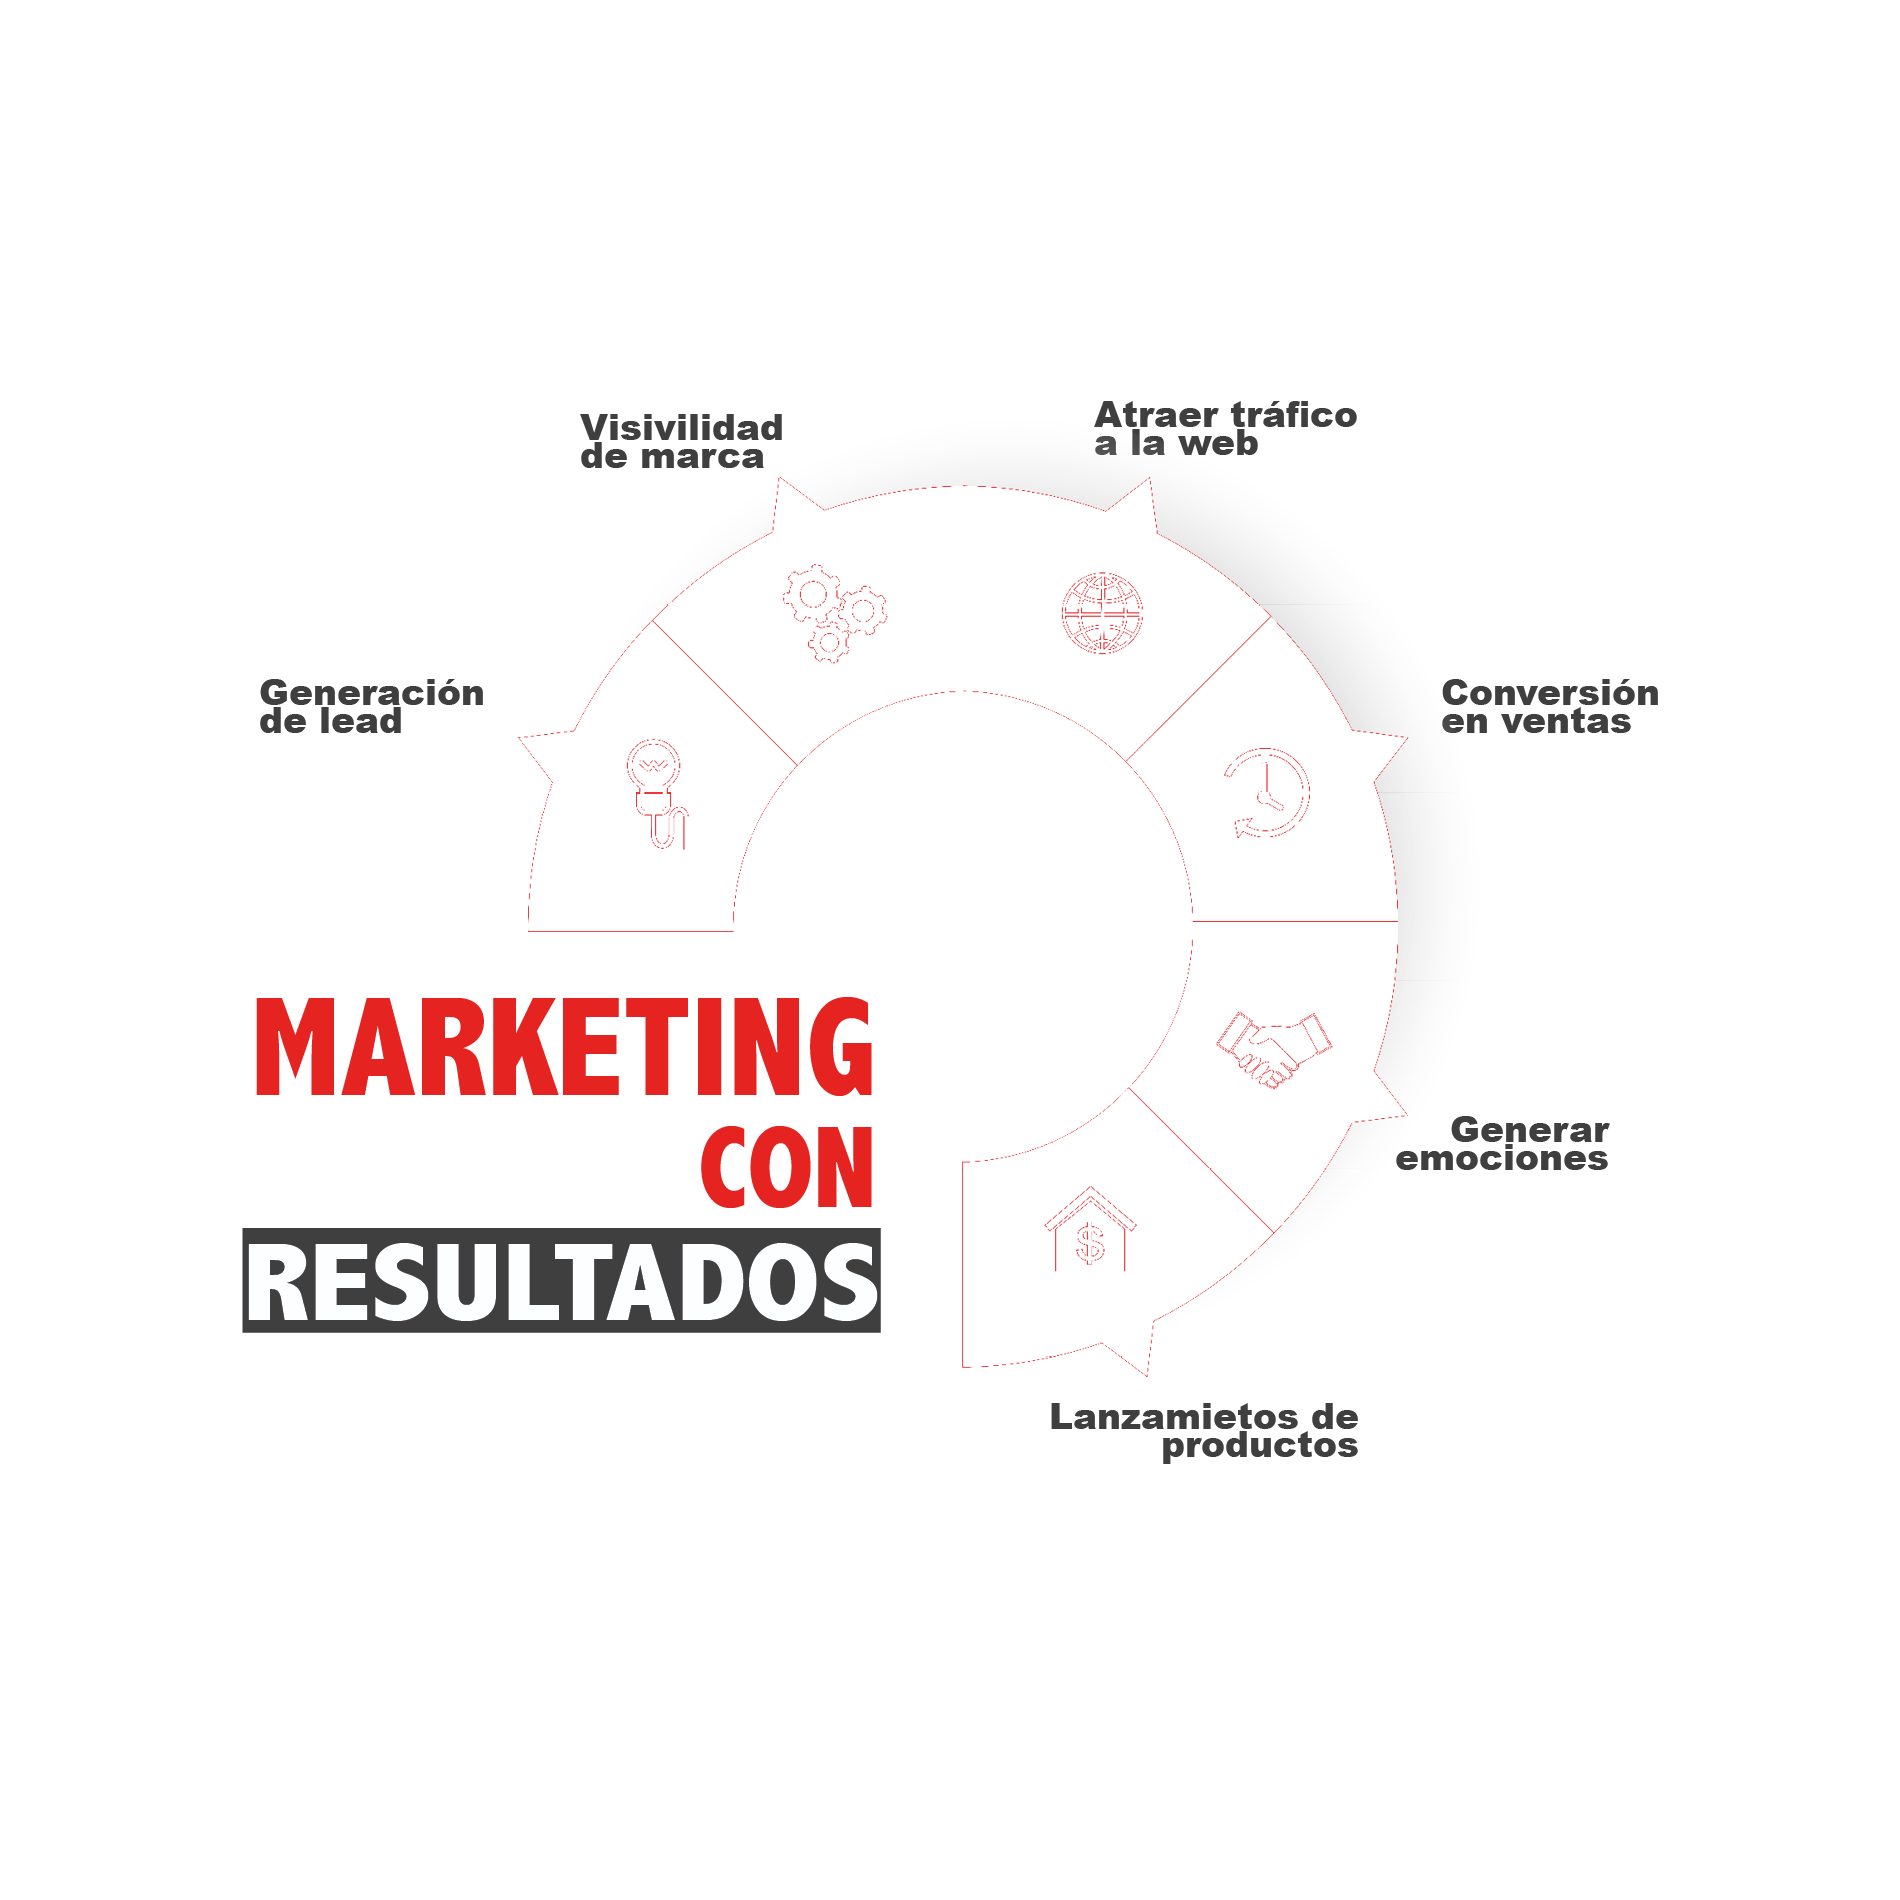 Visivilidad
de marca
Atraer tráfico
a la web
Generación
de lead
Conversión
en ventas
MARKETING
CON
RESULTADOS
Generar
emociones
Lanzamietos de
productos
$